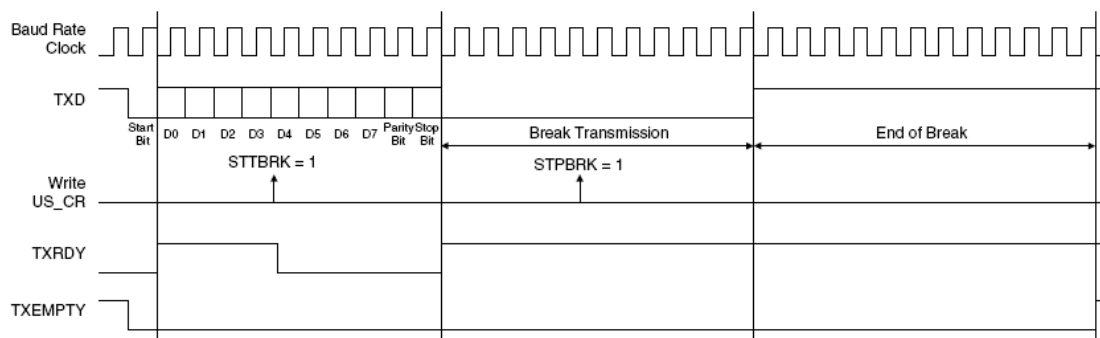 Baud Rate
Clock
TXD
Start
Bit
D0
D1
D2
D3
D4
D5
D6
D7
Parity
Bit
Stop
Bit
Break Transmission
End of Break
STTBRK = 1
STPBRK = 1
Write
US_CR
TXRDY
TXEMPTY